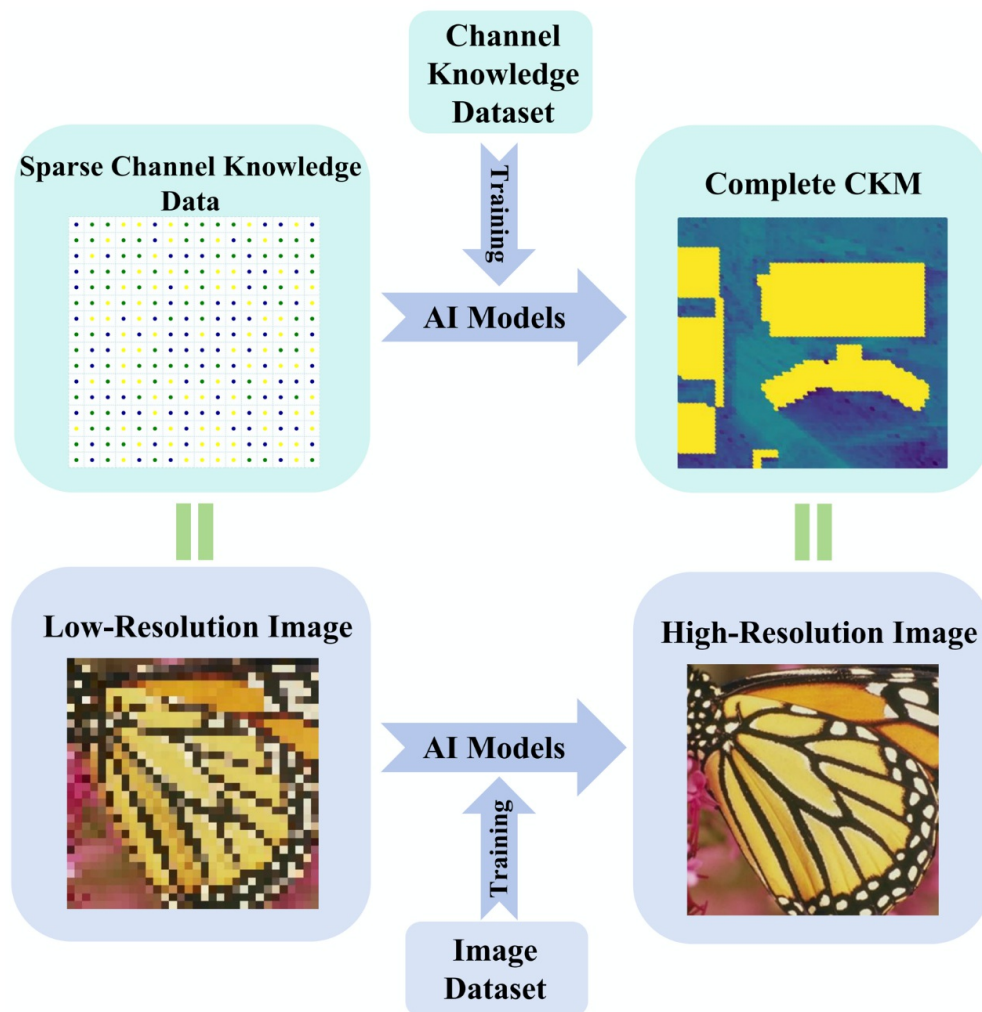 Channel
Knowledge
Dataset
Sparse Channel Knowledge
Data
Training
Complete CKM
AI Models
Low-Resolution Image
High-Resolution Image
AI Models
Training
Image
Dataset